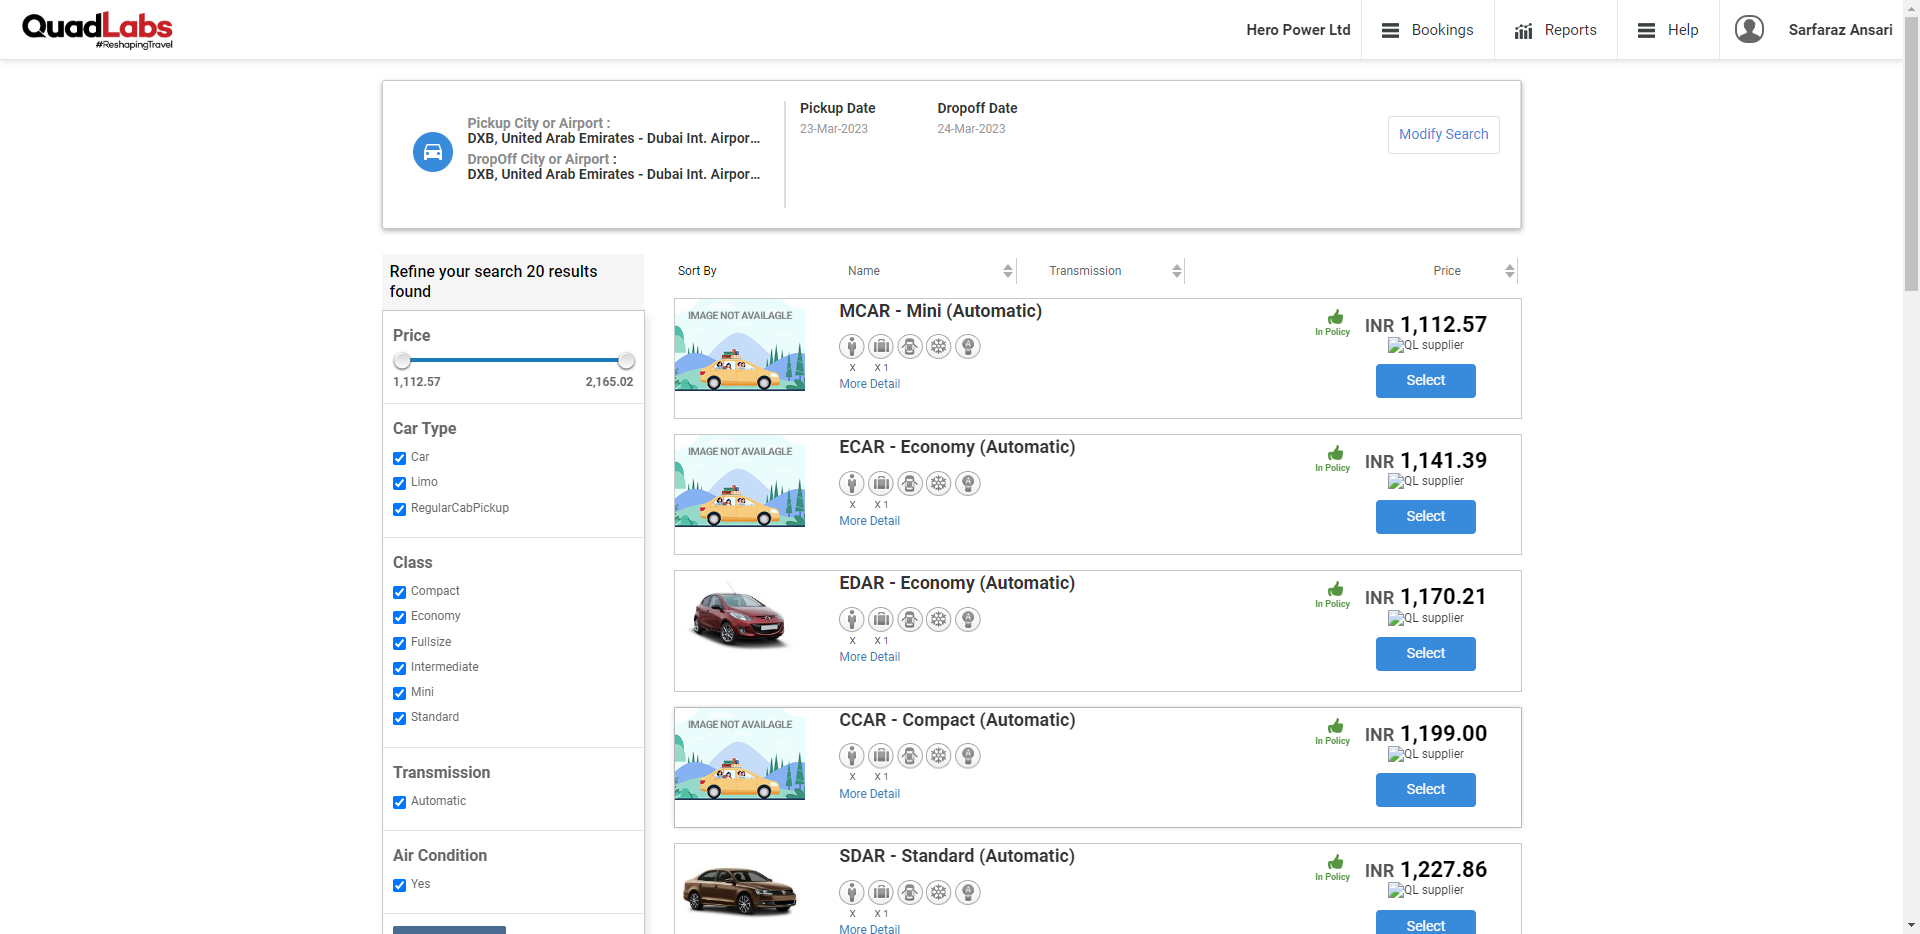 QuadLabs
#ReshapingTravel
Hero Power Ltd
Bookings
Reports
Help
Sarfaraz Ansari
Pickup City or Airport :
DXB, United Arab Emirates - Dubai Int. Airpor...
DropOff City or Airport :
DXB, United Arab Emirates - Dubai Int. Airpor...
Pickup Date
23-Mar-2023
Dropoff Date
24-Mar-2023
Modify Search
Refine your search 20 results
found
Price
1,112.57
2,165.02
Car Type
Car
Limo
RegularCabPickup
Class
Compact
Economy
Fullsize
Intermediate
Mini
Standard
Transmission
Automatic
Air Condition
Yes
Sort By
Name
Transmission
Price
IMAGE NOT AVAILAGLE
MCAR - Mini (Automatic)
X
X 1
More Detail
In Policy
INR 1,112.57
QL supplier
Select
IMAGE NOT AVAILAGLE
ECAR - Economy (Automatic)
X
X 1
More Detail
In Policy
INR 1,141.39
QL supplier
Select
EDAR - Economy (Automatic)
X
X 1
More Detail
In Policy
INR 1,170.21
QL supplier
Select
IMAGE NOT AVAILAGLE
CCAR - Compact (Automatic)
X
X 1
More Detail
In Policy
INR 1,199.00
QL supplier
Select
SDAR - Standard (Automatic)
X
X 1
More Detail
In Policy
INR 1,227.86
QL supplier
Select